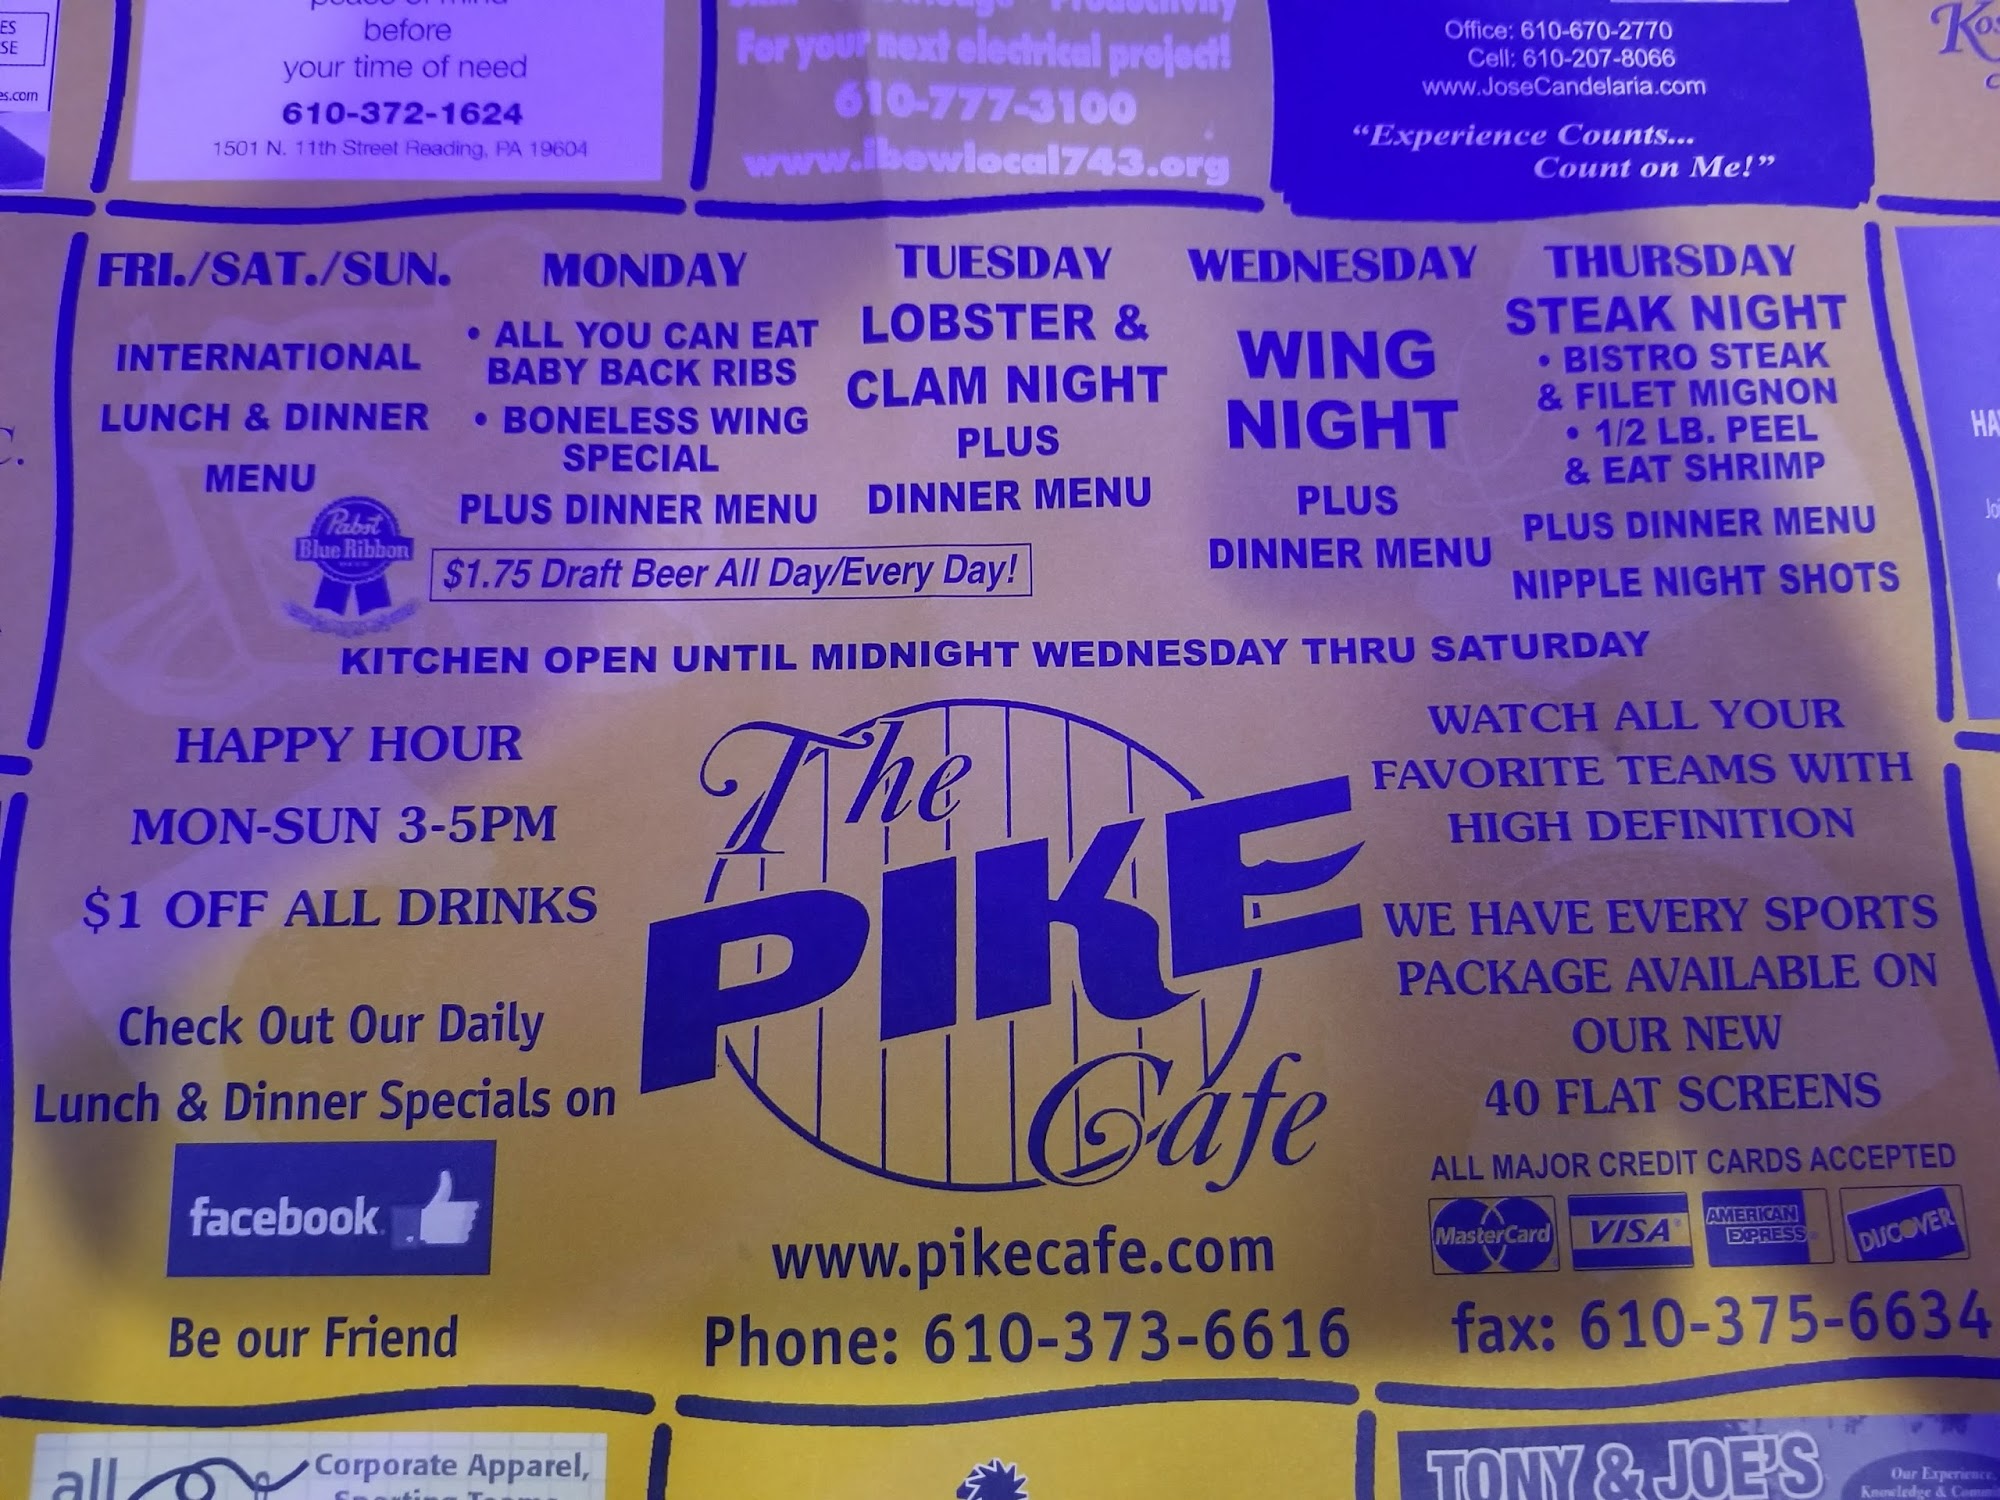 ES
SE
es.com
before
your time of need
610-372-1624
1501 N. 11th Street Reading, PA 19604
Productivity
For your next electrical project!
610-777-3100
www.ibewlocal743.org
Office: 610-670-2770
Cell: 610-207-8066
www.JoseCandelaria.com
“Experience Counts...
Count on Me!”
FRI./SAT./SUN.
INTERNATIONAL
LUNCH & DINNER
MENU
MONDAY
• ALL YOU CAN EAT
BABY BACK RIBS
• BONELESS WING
SPECIAL
PLUS DINNER MENU
TUESDAY
LOBSTER &
CLAM NIGHT
PLUS
DINNER MENU
WEDNESDAY
WING
NIGHT
PLUS
DINNER MENU
THURSDAY
STEAK NIGHT
• BISTRO STEAK
& FILET MIGNON
• 1/2 LB. PEEL
& EAT SHRIMP
PLUS DINNER MENU
NIPPLE NIGHT SHOTS
Pabst
Blue Ribbon
BEER
$1.75 Draft Beer All Day/Every Day!
KITCHEN OPEN UNTIL MIDNIGHT WEDNESDAY THRU SATURDAY
HAPPY HOUR
MON-SUN 3-5PM
$1 OFF ALL DRINKS
Check Out Our Daily
Lunch & Dinner Specials on
facebook
Be our Friend
The
PIKE
Cafe
www.pikecafe.com
Phone: 610-373-6616
WATCH ALL YOUR
FAVORITE TEAMS WITH
HIGH DEFINITION
WE HAVE EVERY SPORTS
PACKAGE AVAILABLE ON
OUR NEW
40 FLAT SCREENS
ALL MAJOR CREDIT CARDS ACCEPTED
MasterCard
VISA
AMERICAN
EXPRESS
DISCOVER
fax: 610-375-6634
all
Corporate Apparel,
TONY & JOE'S
Our Experience,